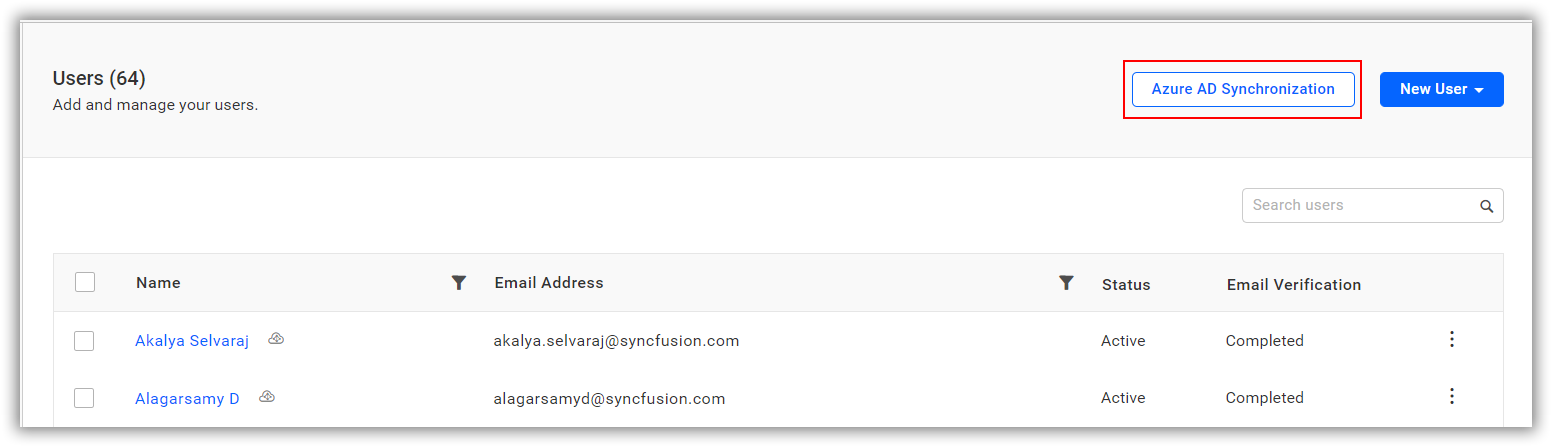 Users (64)
Add and manage your users.
Azure AD Synchronization
New User
Search users
Name Email Address Status Email Verification
Akalya Selvaraj akalya.selvaraj@syncfusion.com Active Completed
Alagarsamy D alagarsamyd@syncfusion.com Active Completed